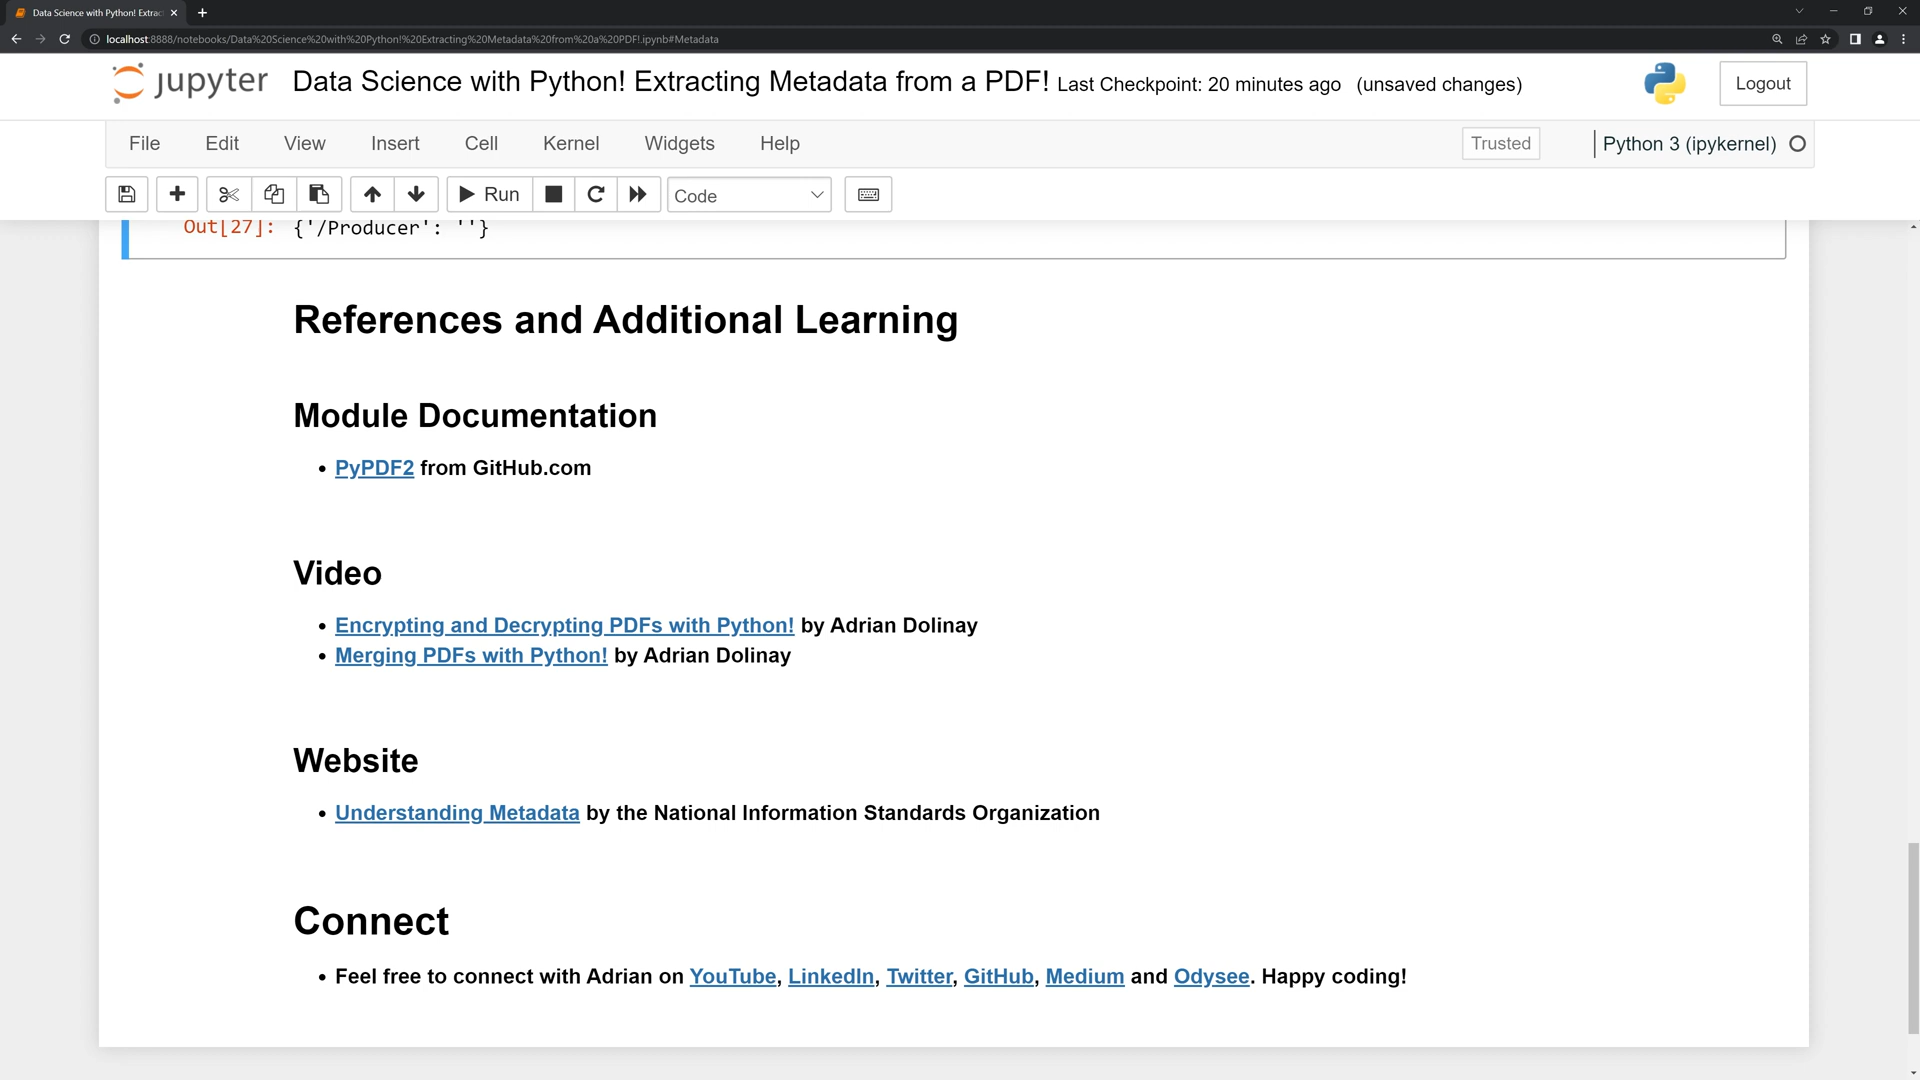 Data Science with Python! Extrac
localhost:8888/notebooks/Data%20Science%20with%20Python!%20Extracting%20Metadata%20from%20a%20PDF!.ipynb#Metadata
jupyter Data Science with Python! Extracting Metadata from a PDF! Last Checkpoint: 20 minutes ago (unsaved changes) Logout
File Edit View Insert Cell Kernel Widgets Help Trusted Python 3 (ipykernel)
Run Code
Out[27]: {'/Producer': ''}
References and Additional Learning
Module Documentation
• PyPDF2 from GitHub.com
Video
• Encrypting and Decrypting PDFs with Python! by Adrian Dolinay
• Merging PDFs with Python! by Adrian Dolinay
Website
• Understanding Metadata by the National Information Standards Organization
Connect
• Feel free to connect with Adrian on YouTube, LinkedIn, Twitter, GitHub, Medium and Odysee. Happy coding!